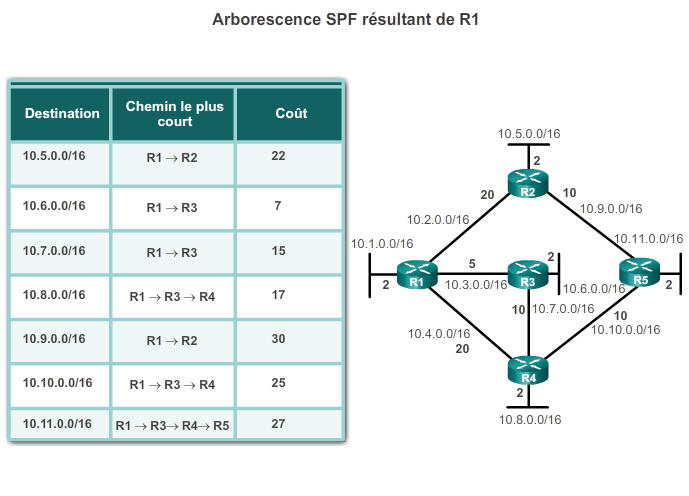 Arborescence SPF résultant de R1
Destination
Chemin le plus
court
Coût
10.5.0.0/16 R1 → R2 22
10.6.0.0/16 R1 → R3 7
10.7.0.0/16 R1 → R3 15
10.8.0.0/16 R1 → R3 → R4 17
10.9.0.0/16 R1 → R2 30
10.10.0.0/16 R1 → R3 → R4 25
10.11.0.0/16 R1 → R3→ R4→ R5 27
10.5.0.0/16
2
R2
20
10
10.9.0.0/16
10.2.0.0/16
10.11.0.0/16
10.1.0.0/16
5
2
R1
R3
R5
2
2
10.3.0.0/16
10.6.0.0/16
10
10.7.0.0/16
10
10.4.0.0/16
10.10.0.0/16
20
R4
2
10.8.0.0/16